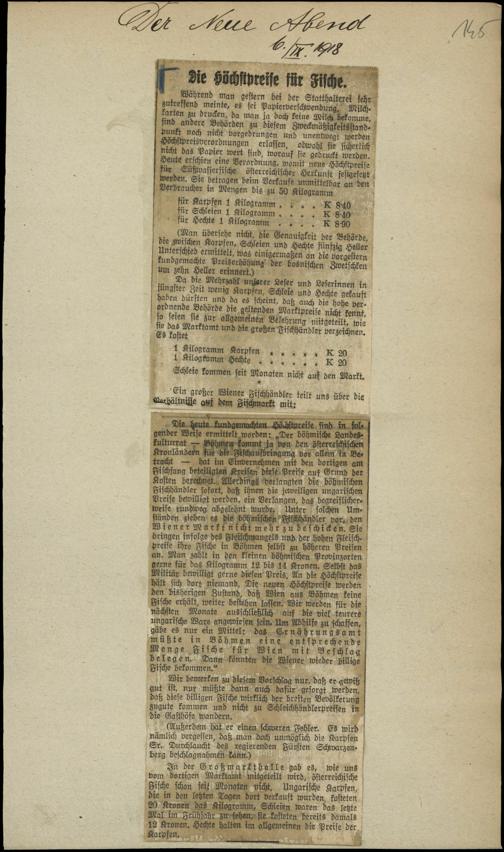 Der Neue Abend
6./IX. 1918
145
Die Höchstpreise für Fische.
Während man gestern bei der Statthalterei sehr
zutreffend meinte, es sei Papierverschwendung, Milch-
karten zu drucken, da man ja doch keine Milch bekomme,
sind andere Behörden zu diesem Zweckmäßigkeitsstand-
punkt noch nicht vorgedrungen und unentwegt werden
Höchstpreisverordnungen erlassen, obwohl sie sicherlich
nicht das Papier wert sind, worauf sie gedruckt werden.
Heute erschien eine Verordnung, womit neue Höchstpreise
für Süßwasserfische österreichischer Herkunft festgesetzt
werden. Sie betragen beim Verkaufe unmittelbar an den
Verbraucher in Mengen bis zu 50 Kilogramm
für Karpfen 1 Kilogramm . . . . K 8·40
für Schleien 1 Kilogramm . . . . K 8·40
für Hechte 1 Kilogramm . . . . K 8·90
(Man übersehe nicht, die Genauigkeit der Behörde,
die zwischen Karpfen, Schleien und Hechte fünfzig Heller
Unterschied ermittelt, was einigermaßen an die vorgestern
kundgemachte Preiserhöhung der bosnischen Zwetschken
um zehn Heller erinnert.)
Da die Mehrzahl unserer Leser und Leserinnen in
jüngster Zeit wenig Karpfen, Schleie und Hechte gekauft
haben dürften und da es scheint, daß auch die hohe ver-
ordnende Behörde die geltenden Marktpreise nicht kennt,
so seien sie zur allgemeinen Belehrung mitgeteilt, wie
sie das Marktamt und die großen Fischhändler verzeichnen.
Es kostet
1 Kilogramm Karpfen . . . . . . K 20
1 Kilogramm Hechte . . . . . . K 20
Schleie kommen seit Monaten nicht auf den Markt.
*
Ein großer Wiener Fischhändler teilt uns über die
Verhältnisse auf dem Fischmarkt mit:
Die heute kundgemachten Höchstpreise sind in fol-
gender Weise ermittelt worden: „Der böhmische Landes-
kulturrat — Böhmen kommt ja von den österreichischen
Kronländern für die Fischaufbringung vor allem in Be-
tracht — hat im Einvernehmen mit den dortigen am
Fischfang beteiligten Kreisen diese Preise auf Grund der
Kosten berechnet. Allerdings verlangten die böhmischen
Fischhändler sofort, daß ihnen die jeweiligen ungarischen
Preise bewilligt werden, ein Verlangen, das begreiflicher-
weise rundweg abgelehnt wurde. Unter solchen Um-
ständen ziehen es die böhmischen Fischhändler vor, den
Wiener Markt nicht mehr zu beschicken. Sie
bringen infolge des Fleischmangels und der hohen Fleisch-
preise ihre Fische in Böhmen selbst zu höheren Preisen
an. Man zahlt in den kleinen böhmischen Provinzorten
gerne für das Kilogramm 12 bis 14 Kronen. Selbst das
Militär bewilligt gerne diesen Preis. An die Höchstpreise
hält sich dort niemand. Die neuen Höchstpreise werden
den bisherigen Zustand, daß Wien aus Böhmen keine
Fische erhält, weiter bestehen lassen. Wir werden für die
nächsten Monate ausschließlich auf die viel teurere
ungarische Ware angewiesen sein. Um Abhilfe zu schaffen,
gäbe es nur ein Mittel: das Ernährungsamt
müßte in Böhmen eine entsprechende
Menge Fische für Wien mit Beschlag
belegen. Dann könnten die Wiener wieder billige
Fische bekommen.“
Wir bemerken zu diesem Vorschlag nur, daß er gewiß
gut ist, nur müßte dann auch dafür gesorgt werden,
daß diese billigen Fische wirklich der breiten Bevölkerung
zugute kommen und nicht zu Schleichhändlerpreisen in
die Gasthöfe wandern.
(Außerdem hat er einen schweren Fehler. Es wird
nämlich vergessen, daß man doch unmöglich die Karpfen
Sr. Durchlaucht des regierenden Fürsten Schwarzen-
berg beschlagnahmen kann.)
In der Großmarkthalle gab es, wie uns
vom dortigen Marktamt mitgeteilt wird, österreichische
Fische schon seit Monaten nicht. Ungarische Karpfen,
die in den letzten Tagen dort verkauft wurden, kosteten
20 Kronen das Kilogramm, Schleien waren das letzte
Mal im Frühjahr zu sehen, sie kosteten bereits damals
12 Kronen. Hechte halten im allgemeinen die Preise der
Karpfen.